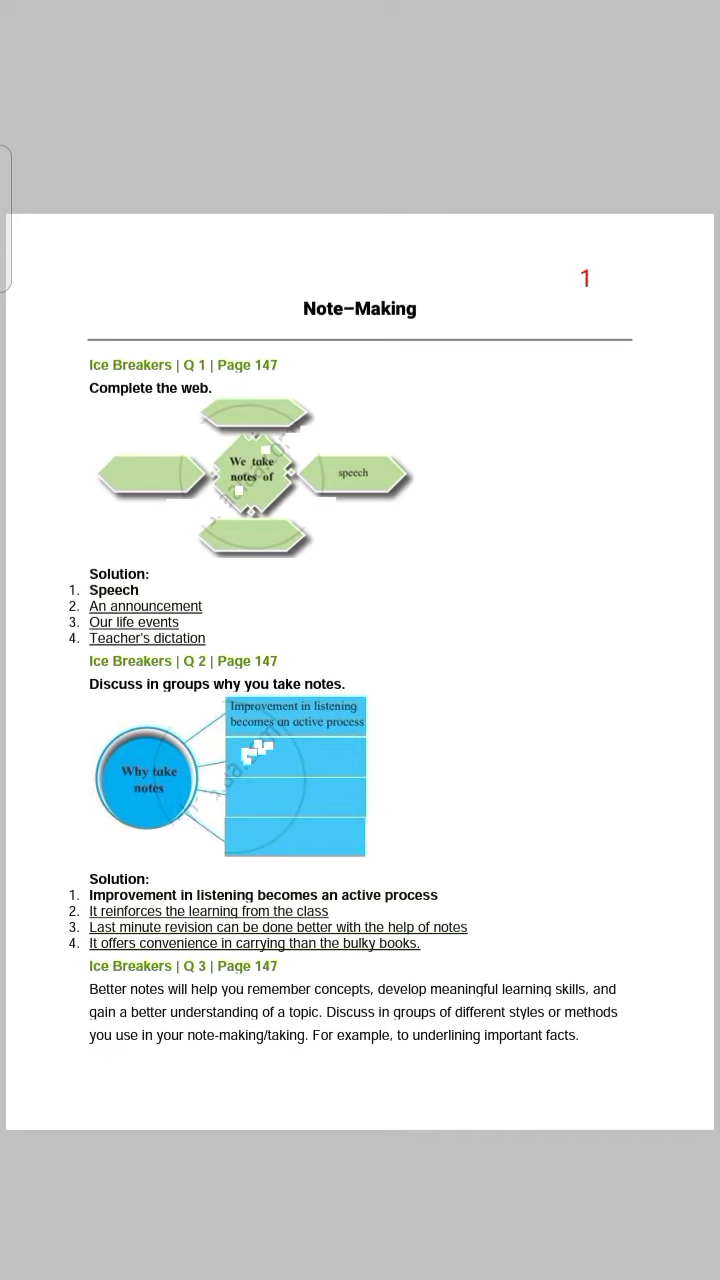 1
Note–Making
Ice Breakers | Q 1 | Page 147
Complete the web.
We take
notes of
speech
Solution:
1. Speech
2. An announcement
3. Our life events
4. Teacher's dictation
Ice Breakers | Q 2 | Page 147
Discuss in groups why you take notes.
Improvement in listening
becomes an active process
Why take
notes
Solution:
1. Improvement in listening becomes an active process
2. It reinforces the learning from the class
3. Last minute revision can be done better with the help of notes
4. It offers convenience in carrying than the bulky books.
Ice Breakers | Q 3 | Page 147
Better notes will help you remember concepts, develop meaningful learning skills, and
gain a better understanding of a topic. Discuss in groups of different styles or methods
you use in your note-making/taking. For example, to underlining important facts.